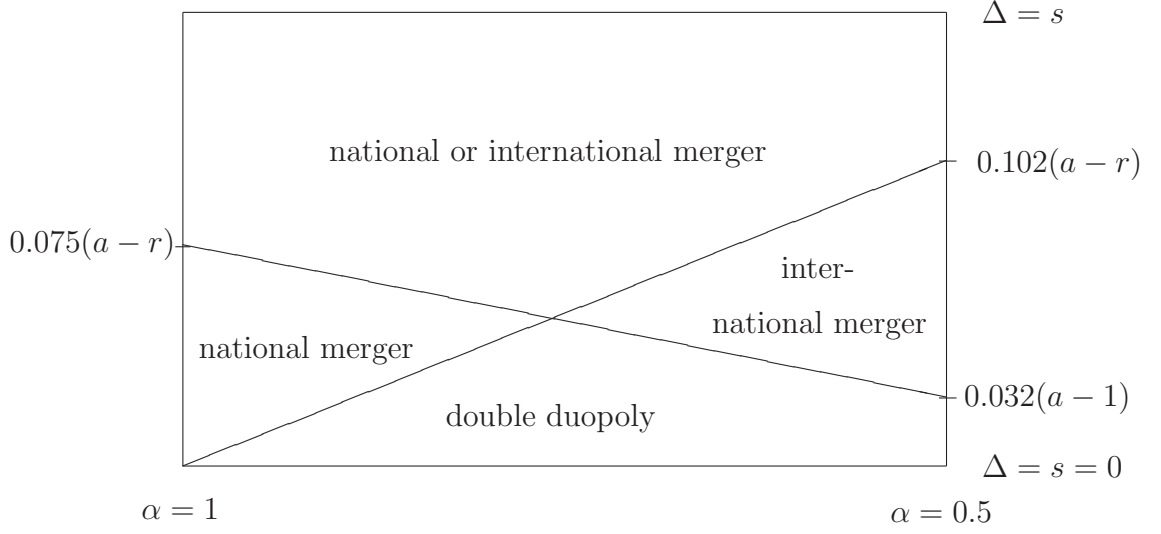 Δ = s
national or international merger
0.102(a − r)
0.075(a − r)
inter-
national merger
national merger
0.032(a − 1)
double duopoly
Δ = s = 0
α = 1
α = 0.5